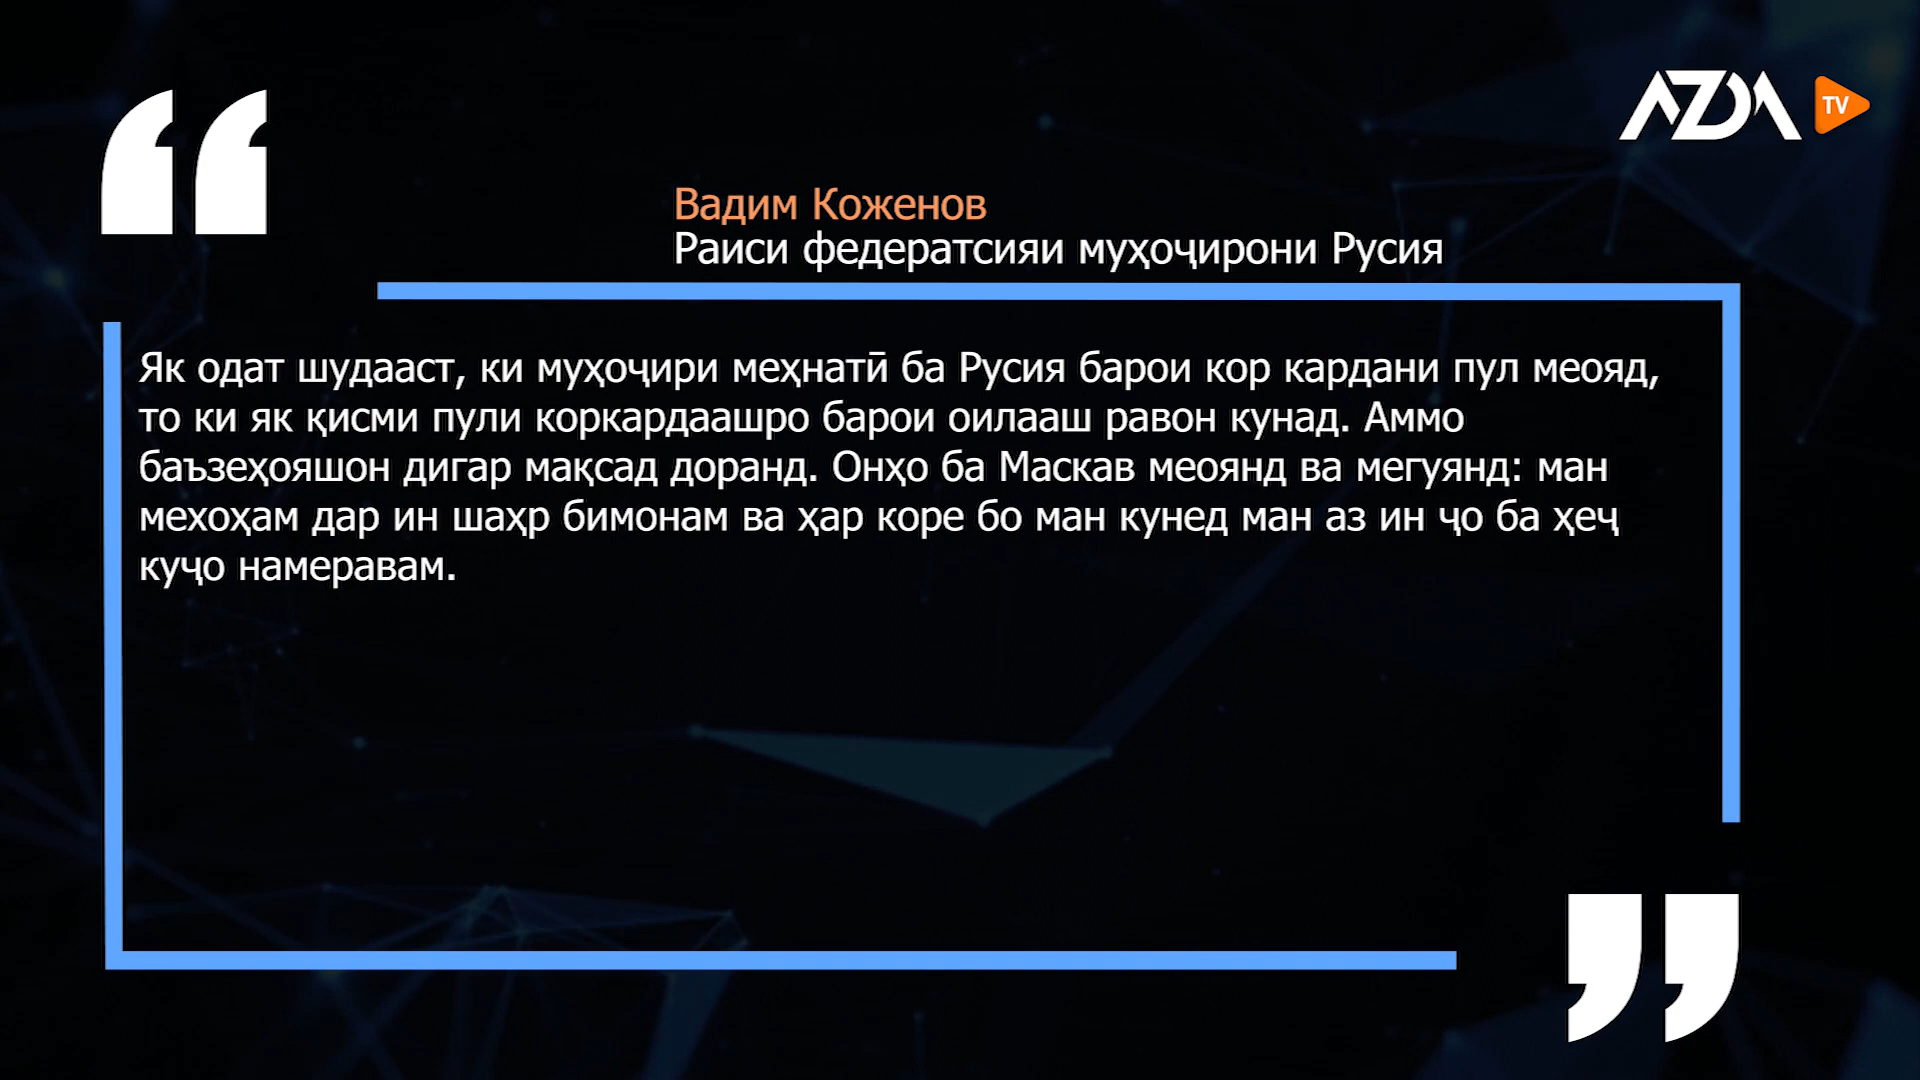 AZDA TV
Вадим Коженов
Раиси федератсияи муҳоҷирони Русия
Як одат шудааст, ки муҳоҷири меҳнатӣ ба Русия барои кор кардани пул меояд,
то ки як қисми пули коркардаашро барои оилааш равон кунад. Аммо
баъзеҳояшон дигар мақсад доранд. Онҳо ба Маскав меоянд ва мегуянд: ман
мехоҳам дар ин шаҳр бимонам ва ҳар коре бо ман кунед ман аз ин ҷо ба ҳеҷ
куҷо намеравам.